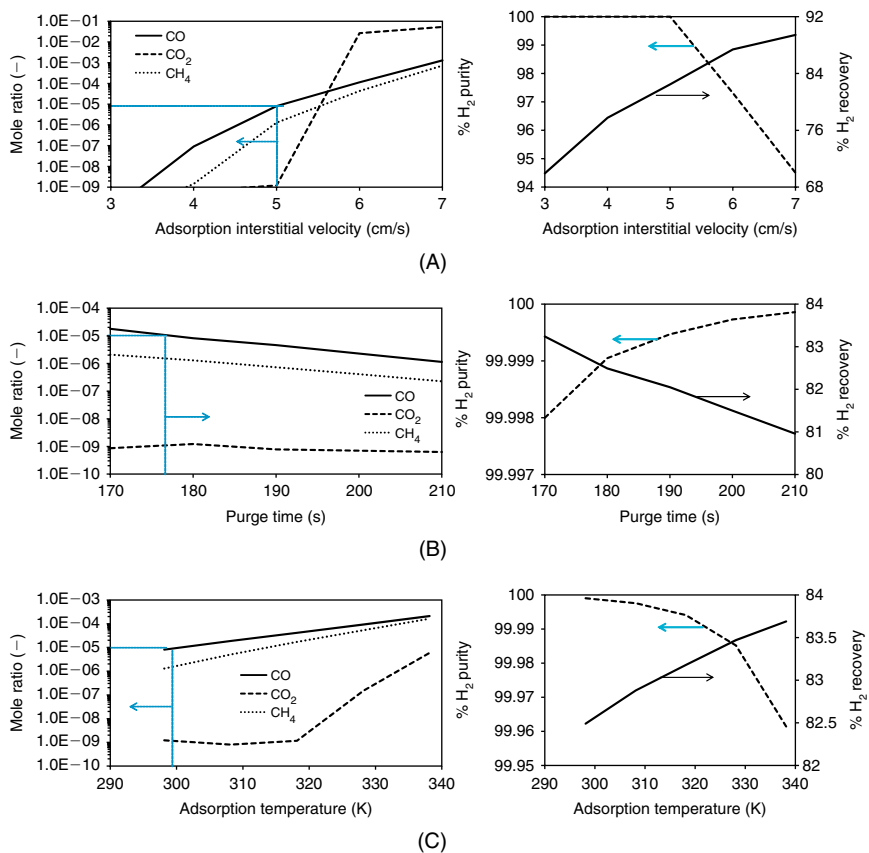 1.0E−01
1.0E−02
1.0E−03
1.0E−04
1.0E−05
1.0E−06
1.0E−07
1.0E−08
1.0E−09
Mole ratio (−)
CO
CO2
CH4
3 4 5 6 7
Adsorption interstitial velocity (cm/s)
100
99
98
97
96
95
94
% H2 purity
92
84
76
68
% H2 recovery
3 4 5 6 7
Adsorption interstitial velocity (cm/s)
(A)
1.0E−04
1.0E−05
1.0E−06
1.0E−07
1.0E−08
1.0E−09
1.0E−10
Mole ratio (−)
CO
CO2
CH4
170 180 190 200 210
Purge time (s)
100
99.999
99.998
99.997
% H2 purity
84
83
82
81
80
% H2 recovery
170 180 190 200 210
Purge time (s)
(B)
1.0E−03
1.0E−04
1.0E−05
1.0E−06
1.0E−07
1.0E−08
1.0E−09
1.0E−10
Mole ratio (−)
CO
CO2
CH4
290 300 310 320 330 340
Adsorption temperature (K)
100
99.99
99.98
99.97
99.96
99.95
% H2 purity
84
83.5
83
82.5
82
% H2 recovery
290 300 310 320 330 340
Adsorption temperature (K)
(C)